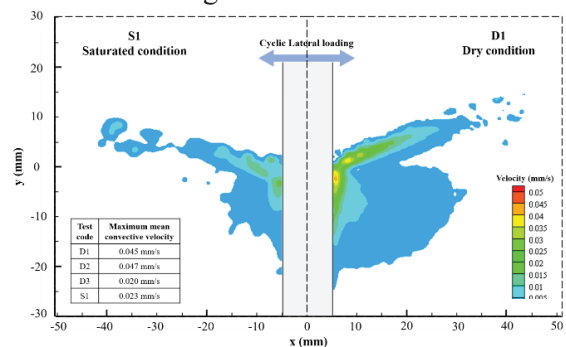 S1
Saturated condition
D1
Dry condition
Cyclic Lateral loading
y (mm)
30
20
10
0
-10
-20
-30
Test code Maximum mean convective velocity
D1 0.045 mm/s
D2 0.047 mm/s
D3 0.020 mm/s
S1 0.023 mm/s
Velocity (mm/s)
0.05
0.045
0.04
0.03
0.025
0.02
0.015
0.01
0.005
-50 -40 -30 -20 -10 0 10 20 30 40 50
x (mm)